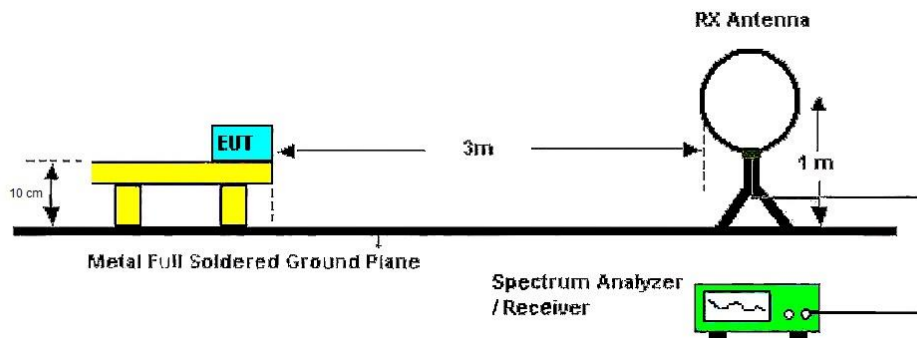 RX Antenna
EUT
3m
1 m
10 cm
Metal Full Soldered Ground Plane
Spectrum Analyzer
/ Receiver